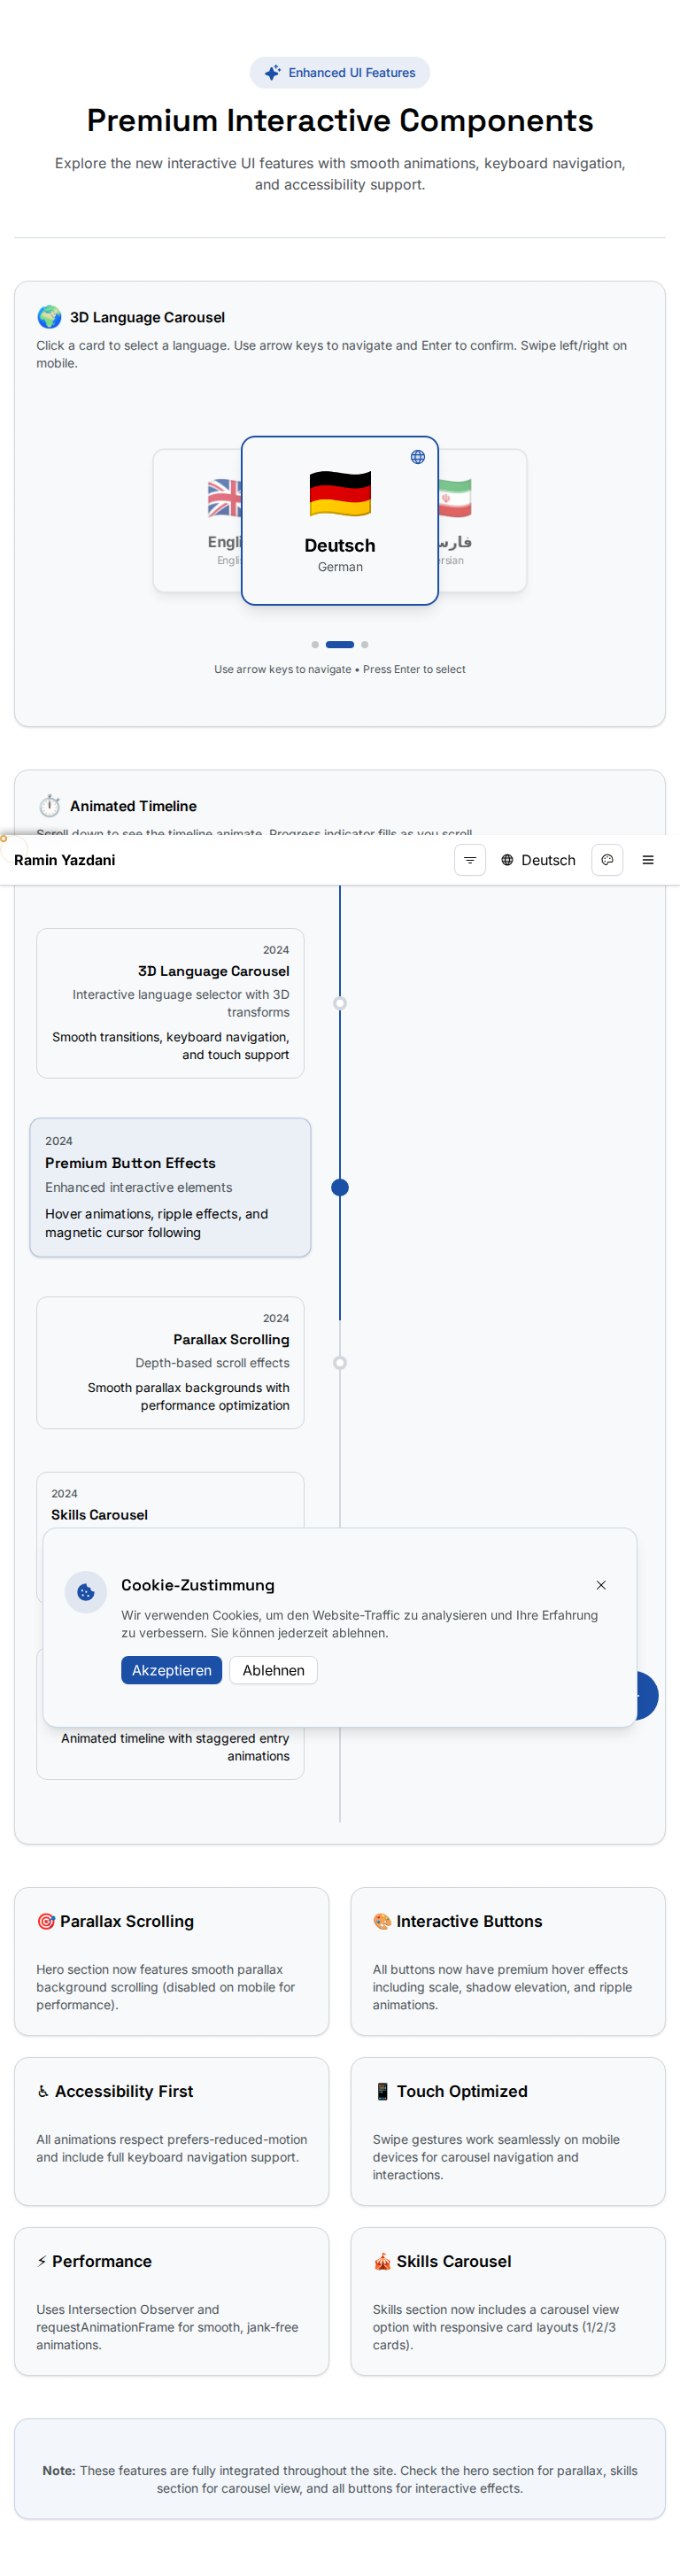 Enhanced UI Features
Premium Interactive Components
Explore the new interactive UI features with smooth animations, keyboard navigation,
and accessibility support.
🌍 3D Language Carousel
Click a card to select a language. Use arrow keys to navigate and Enter to confirm. Swipe left/right on
mobile.
Deutsch
German
Use arrow keys to navigate • Press Enter to select
⏱️ Animated Timeline
Scroll down to see the timeline animate. Progress indicator fills as you scroll
Ramin Yazdani
Deutsch
2024
3D Language Carousel
Interactive language selector with 3D
transforms
Smooth transitions, keyboard navigation,
and touch support
2024
Premium Button Effects
Enhanced interactive elements
Hover animations, ripple effects, and
magnetic cursor following
2024
Parallax Scrolling
Depth-based scroll effects
Smooth parallax backgrounds with
performance optimization
2024
Skills Carousel
Cookie-Zustimmung
Wir verwenden Cookies, um den Website-Traffic zu analysieren und Ihre Erfahrung
zu verbessern. Sie können jederzeit ablehnen.
Akzeptieren
Ablehnen
Animated timeline with staggered entry
animations
🎯 Parallax Scrolling
Hero section now features smooth parallax
background scrolling (disabled on mobile for
performance).
🎨 Interactive Buttons
All buttons now have premium hover effects
including scale, shadow elevation, and ripple
animations.
♿ Accessibility First
All animations respect prefers-reduced-motion
and include full keyboard navigation support.
📱 Touch Optimized
Swipe gestures work seamlessly on mobile
devices for carousel navigation and
interactions.
⚡ Performance
Uses Intersection Observer and
requestAnimationFrame for smooth, jank-free
animations.
🎪 Skills Carousel
Skills section now includes a carousel view
option with responsive card layouts (1/2/3
cards).
Note: These features are fully integrated throughout the site. Check the hero section for parallax, skills
section for carousel view, and all buttons for interactive effects.